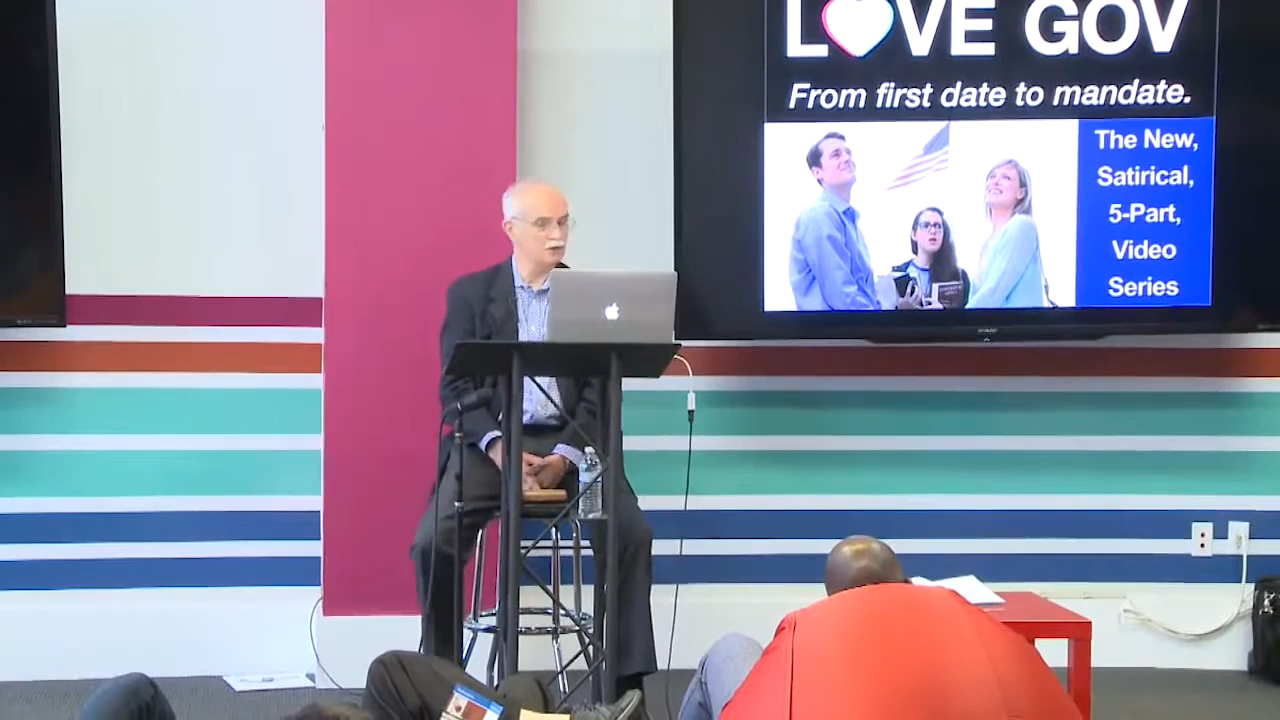 LOVE GOV
From first date to mandate.
The New,
Satirical,
5-Part,
Video
Series